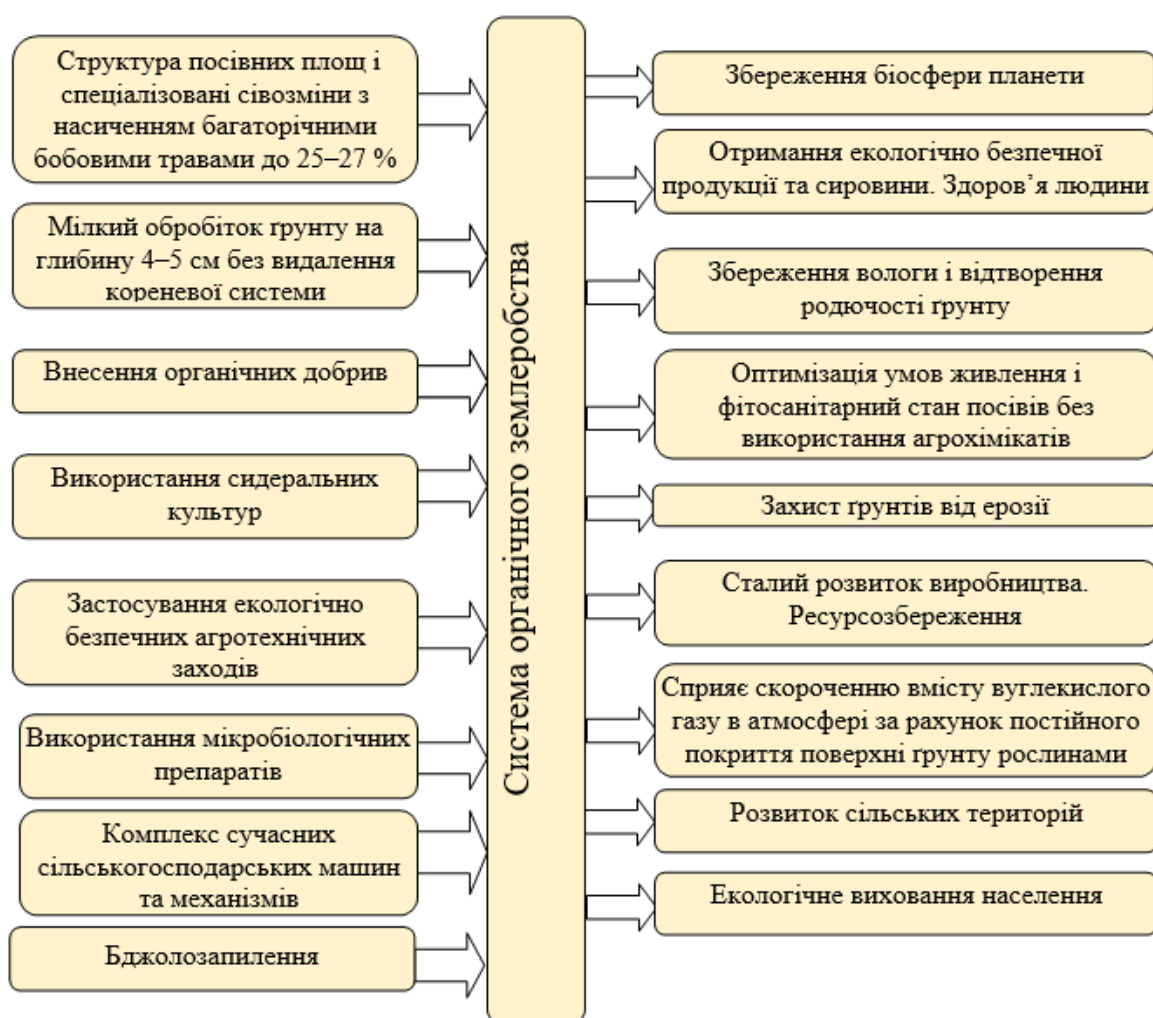 Структура посівних площ і
спеціалізовані сівозміни з
насиченням багаторічними
бобовими травами до 25–27 %
Мілкий обробіток ґрунту на
глибину 4–5 см без видалення
кореневої системи
Внесення органічних добрив
Використання сидеральних
культур
Застосування екологічно
безпечних агротехнічних
заходів
Використання мікробіологічних
препаратів
Комплекс сучасних
сільськогосподарських машин
та механізмів
Бджолозапилення
Система органічного землеробства
Збереження біосфери планети
Отримання екологічно безпечної
продукції та сировини. Здоров’я людини
Збереження вологи і відтворення
родючості ґрунту
Оптимізація умов живлення і
фітосанітарний стан посівів без
використання агрохімікатів
Захист ґрунтів від ерозії
Сталий розвиток виробництва.
Ресурсозбереження
Сприяє скороченню вмісту вуглекислого
газу в атмосфері за рахунок постійного
покриття поверхні ґрунту рослинами
Розвиток сільських територій
Екологічне виховання населення